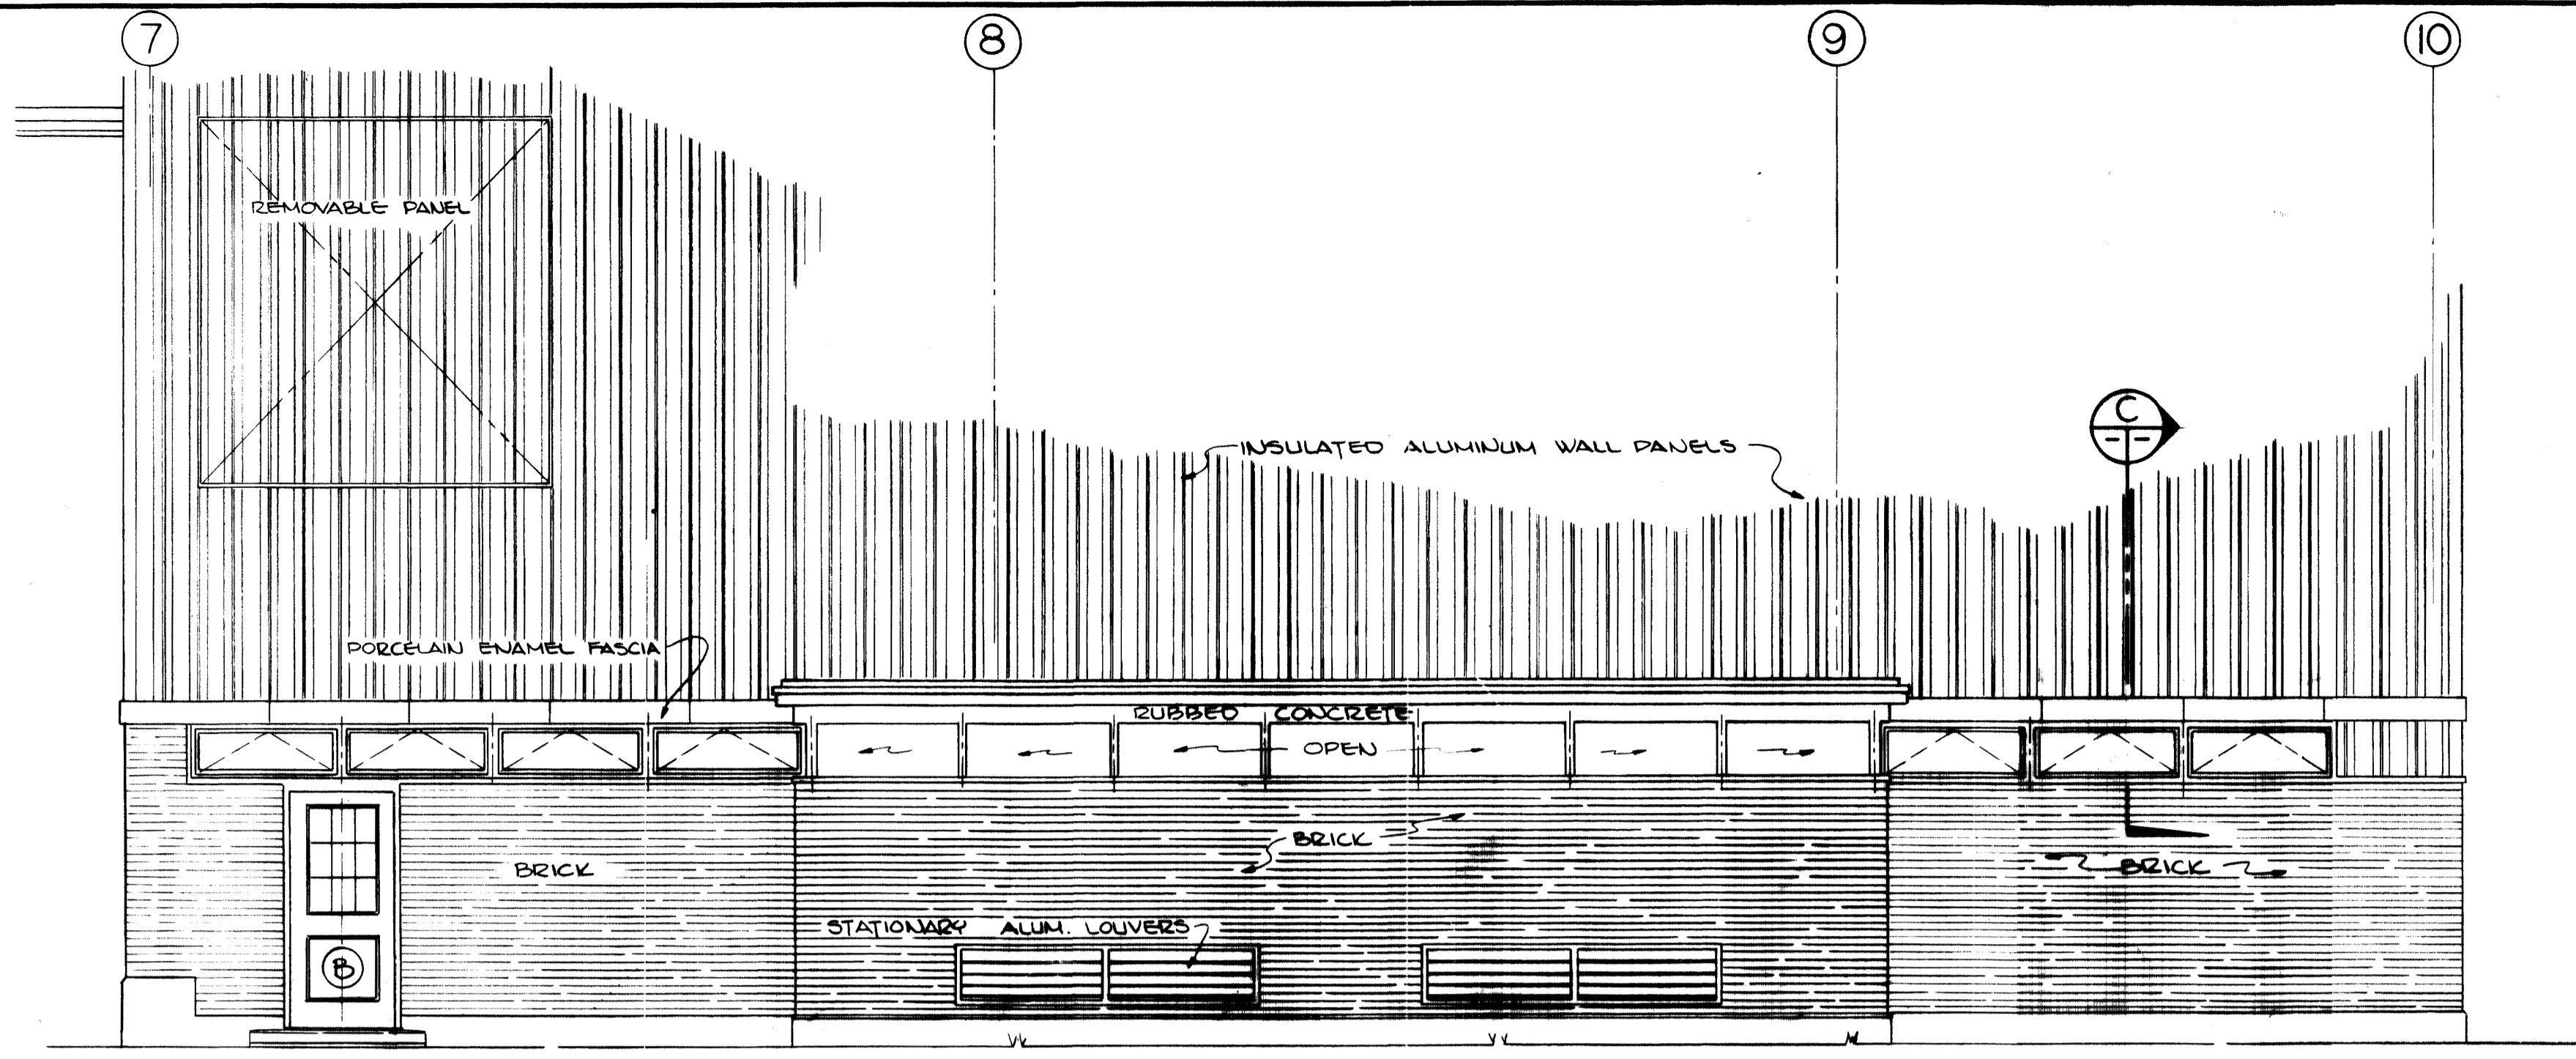 7 8 9 10
REMOVABLE PANEL
C
INSULATED ALUMINUM WALL PANELS
PORCELAIN ENAMEL FASCIA
RUBBED CONCRETE
OPEN
BRICK
BRICK
BRICK
STATIONARY ALUM. LOUVERS
B